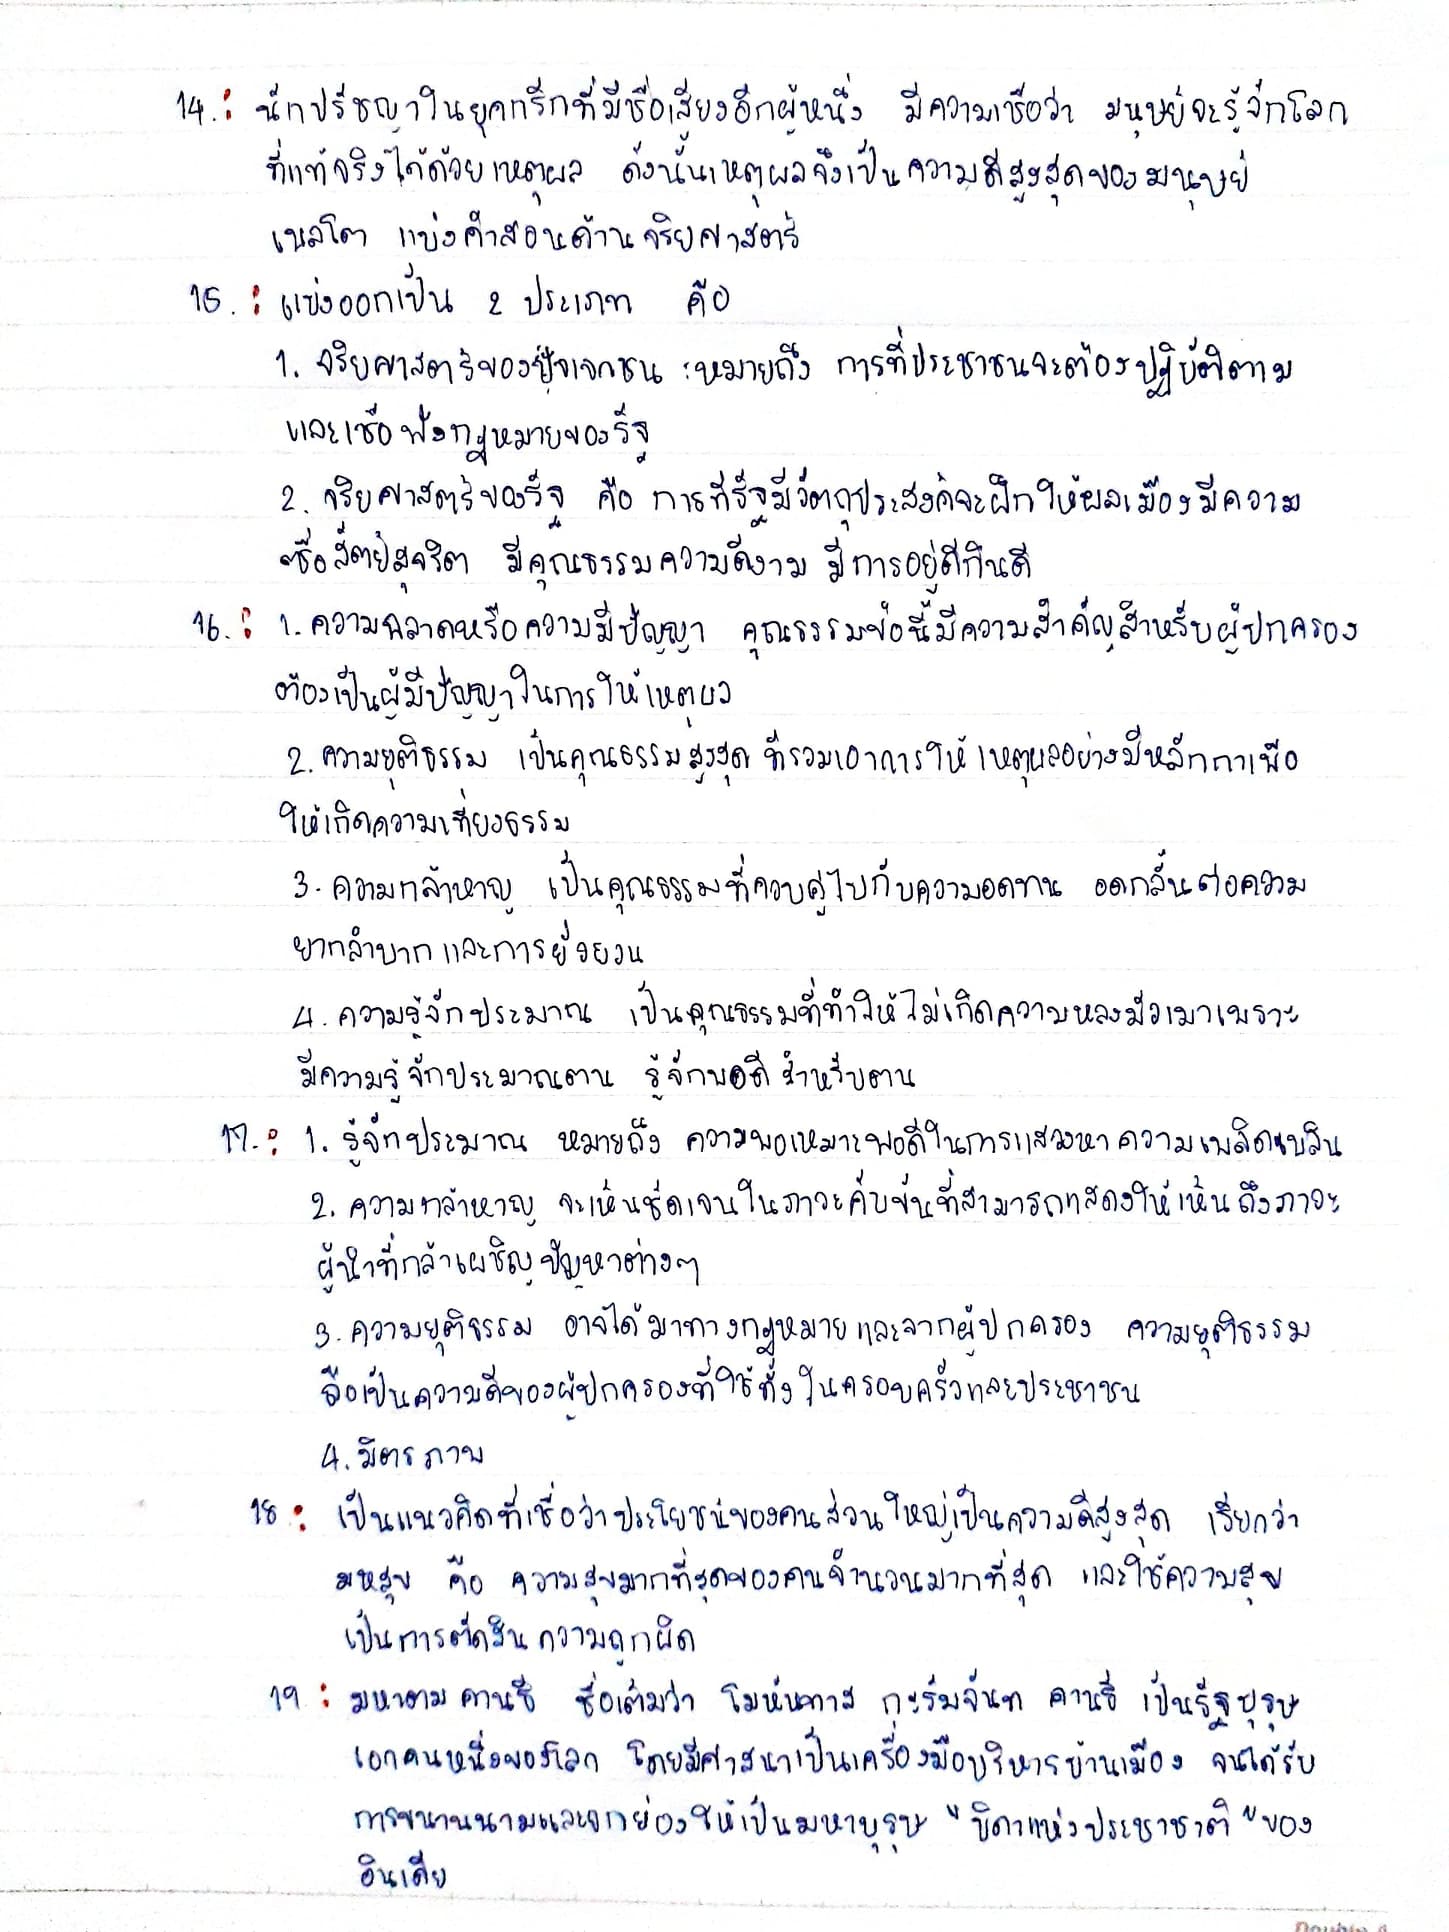 14. : นักปรัชญาในยุคกรีกที่มีชื่อเสียงอีกผู้หนึ่ง มีความเชื่อว่า มนุษย์จะรู้จักโลก
ที่แท้จริงได้ด้วยเหตุผล ดังนั้นเหตุผลจึงเป็นความดีสูงสุดของมนุษย์
เพลโต แบ่งคำสอนด้านจริยศาสตร์
15. : แบ่งออกเป็น 2 ประเภท คือ
1. จริยศาสตร์ของปัจเจกชน : หมายถึง การที่ประชาชนจะต้องปฏิบัติตาม
และเชื่อฟังกฎหมายของรัฐ
2. จริยศาสตร์ของรัฐ คือ การที่รัฐมีวัตถุประสงค์จะฝึกให้พลเมืองมีความ
ซื่อสัตย์สุจริต มีคุณธรรมความดีงาม มีการอยู่ดีกินดี
16. : 1. ความฉลาดหรือความมีปัญญา คุณธรรมข้อนี้มีความสำคัญสำหรับผู้ปกครอง
ต้องเป็นผู้มีปัญญาในการให้เหตุผล
2. ความยุติธรรม เป็นคุณธรรมสูงสุด ที่รวมเอาการให้เหตุผลอย่างมีหลักกาเพื่อ
ให้เกิดความเที่ยงธรรม
3. ความกล้าหาญ เป็นคุณธรรมที่ควบคู่ไปกับความอดทน อดกลั้นต่อความ
ยากลำบากและการยั่วยวน
4. ความรู้จักประมาณ เป็นคุณธรรมที่ทำให้ไม่เกิดความหลงมัวเมาเพราะ
มีความรู้จักประมาณตน รู้จักพอดีสำหรับตน
17. : 1. รู้จักประมาณ หมายถึง ความพอเหมาะพอดีในการแสวงหาความเพลิดเพลิน
2. ความกล้าหาญ จะเห็นชัดเจนในภาวะคับขันที่สามารถแสดงให้เห็นถึงภาวะ
ผู้นำที่กล้าเผชิญปัญหาต่างๆ
3. ความยุติธรรม อาจได้มาทางกฎหมายและจากผู้ปกครอง ความยุติธรรม
ถือเป็นความดีของผู้ปกครองที่ใช้ทั้งในครอบครัวและประชาชน
4. มิตรภาพ
18 : เป็นแนวคิดที่เชื่อว่าประโยชน์ของคนส่วนใหญ่เป็นความดีสูงสุด เรียกว่า
มหสุข คือ ความสุขมากที่สุดของคนจำนวนมากที่สุด และใช้ความสุข
เป็นการตัดสินความถูกผิด
19 : มหาตมคานธี ชื่อเต็มว่า โมหันทาส กะรัมจันท คานธี เป็นรัฐบุรุษ
เอกคนหนึ่งของโลก โดยมีศาสนาเป็นเครื่องมือบริหารบ้านเมือง จนได้รับ
การขนานนามและยกย่องให้เป็นมหาบุรุษ "บิดาแห่งประชาชาติ" ของ
อินเดีย